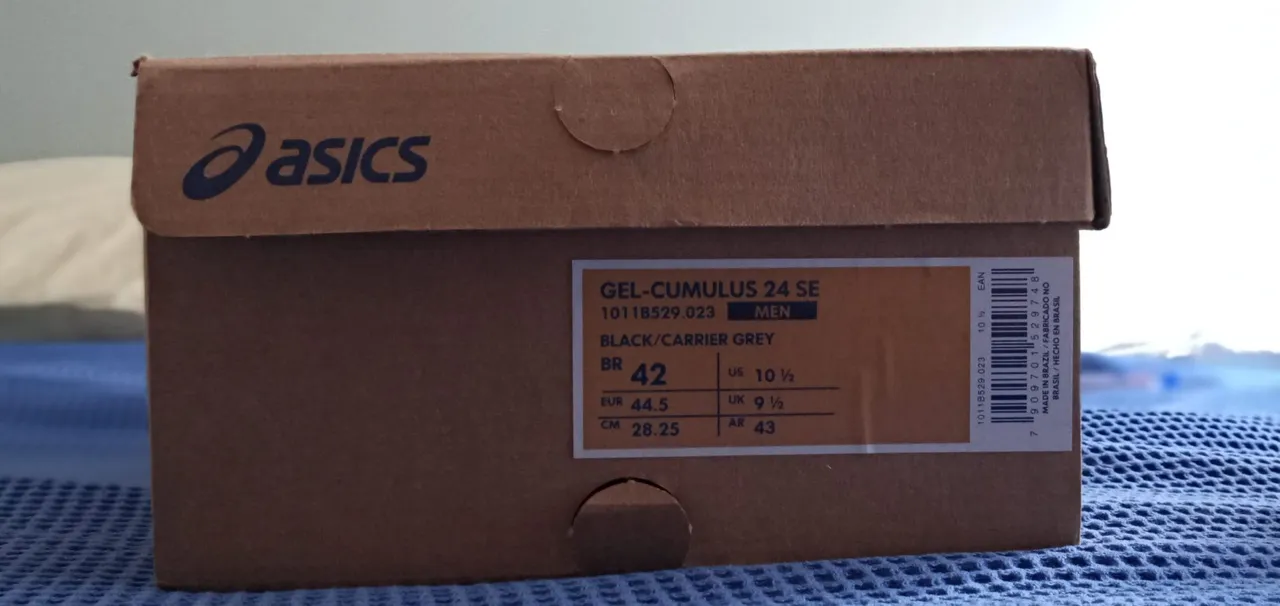 asics
GEL-CUMULUS 24 SE
1011B529.023 MEN
BLACK/CARRIER GREY
BR 42 US 10 ½
EUR 44.5 UK 9 ½
CM 28.25 AR 43
1011B529.023 10 ½ EAN
7909701529748
MADE IN BRAZIL / FABRICADO NO
BRASIL / HECHO EN BRASIL